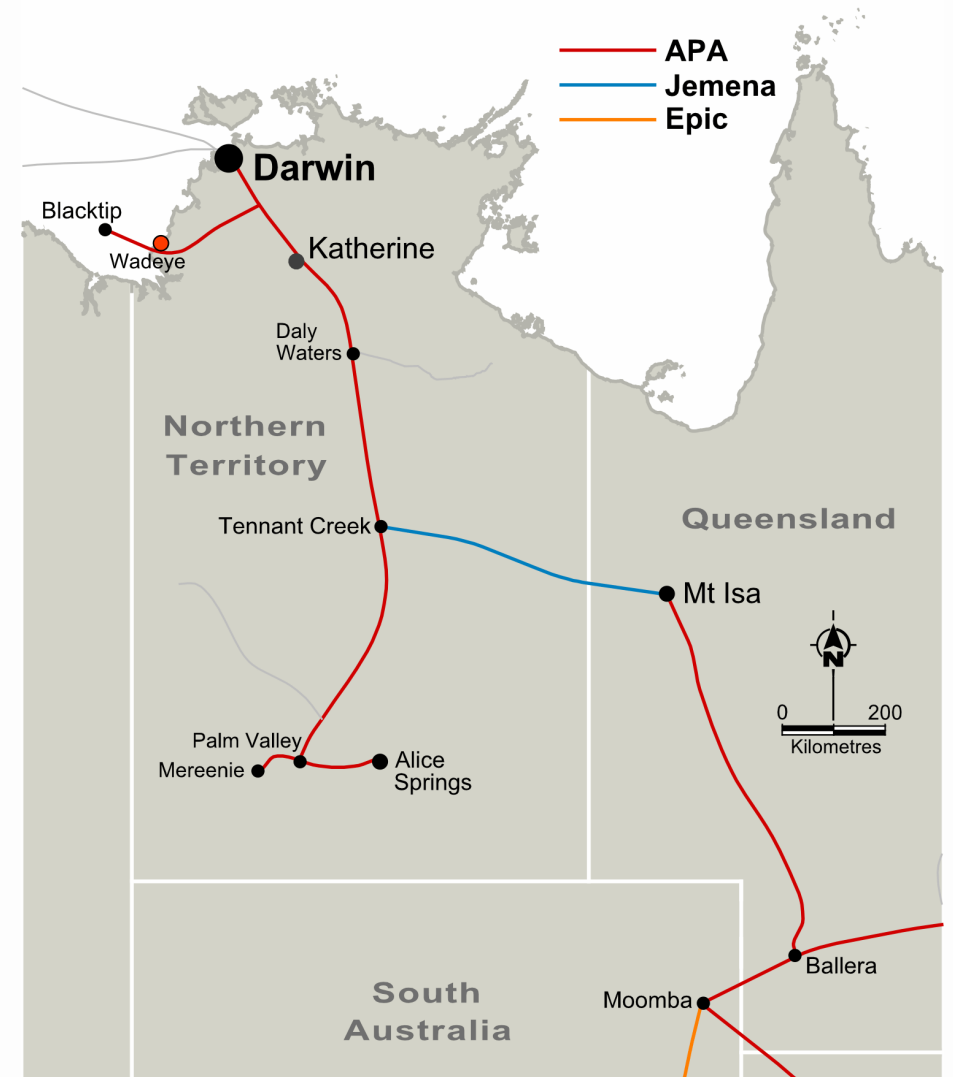 APA
Jemena
Epic
Darwin
Blacktip
Wadeye
Katherine
Daly
Waters
Northern
Territory
Tennant Creek
Queensland
Mt Isa
N
0 200
Kilometres
Palm Valley
Mereenie
Alice
Springs
Ballera
South
Australia
Moomba